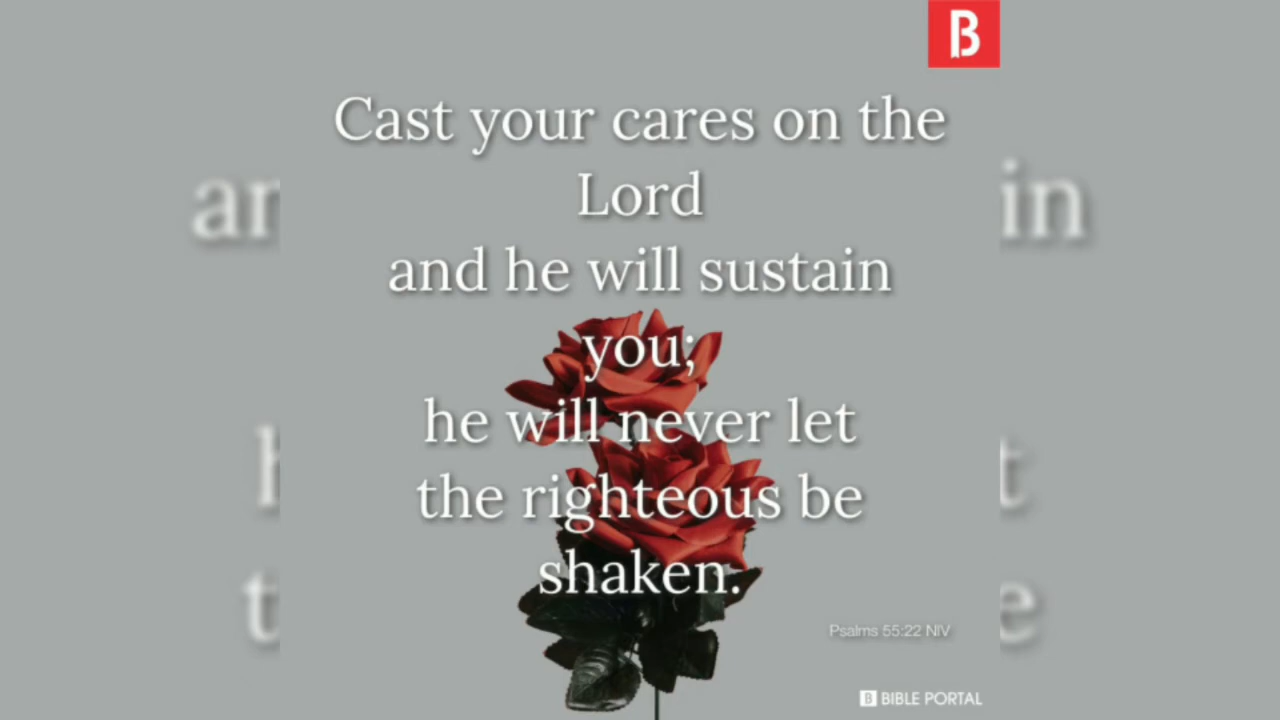 B
Cast your cares on the
Lord
and he will sustain
you;
he will never let
the righteous be
shaken.
Psalms 55:22 NIV
B BIBLE PORTAL